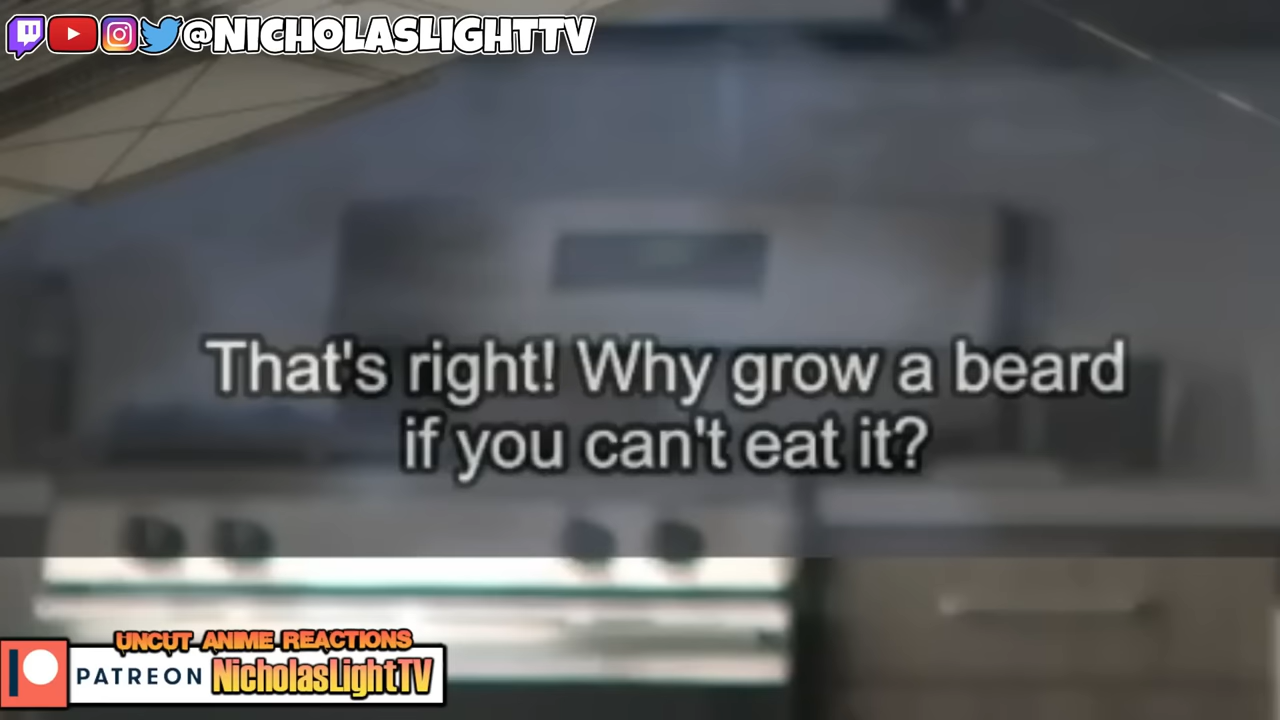 @NICHOLASLIGHTTV
That's right! Why grow a beard
if you can't eat it?
UNCUT ANIME REACTIONS
PATREON NicholasLightTV